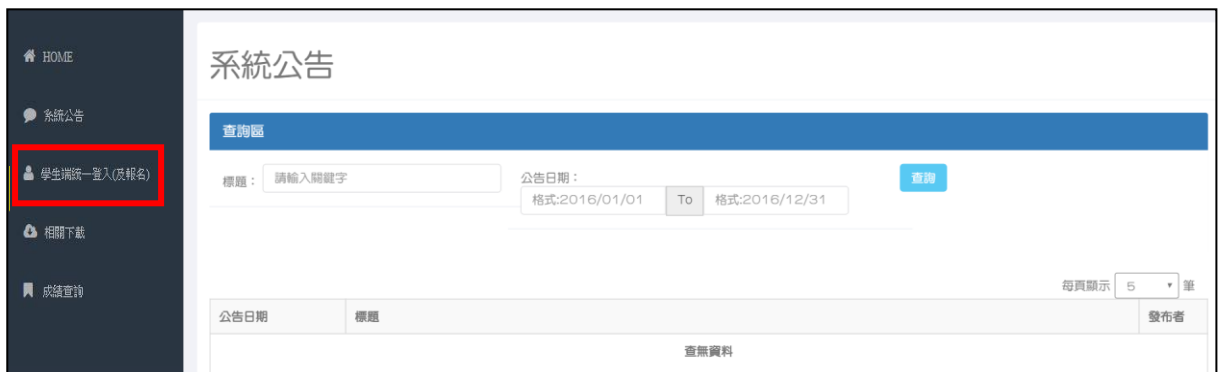 HOME
系統公告
學生端統一登入(及報名)
相關下載
成績查詢
系統公告
查詢區
標題： 請輸入關鍵字
公告日期：
格式:2016/01/01 To 格式:2016/12/31
查詢
每頁顯示 5 筆
公告日期 標題 發布者
查無資料